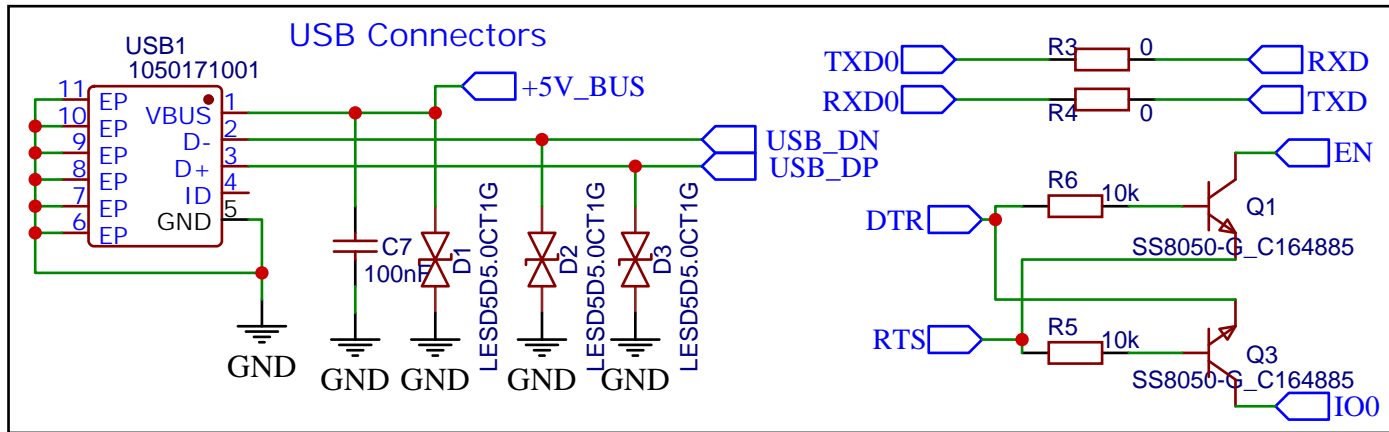 USB Connectors
USB1
1050171001
11 EP
10 EP
9 EP
8 EP
7 EP
6 EP
VBUS 1
D- 2
D+ 3
ID 4
GND 5
+5V_BUS
USB_DN
USB_DP
C7
100nF
D1
LESD5D5.0CT1G
D2
LESD5D5.0CT1G
D3
LESD5D5.0CT1G
GND
GND
GND
GND
GND
TXD0 R3 0 RXD
RXD0 R4 0 TXD
EN
R6 10k
Q1
DTR
SS8050-G_C164885
RTS
R5 10k
Q3
SS8050-G_C164885
IO0